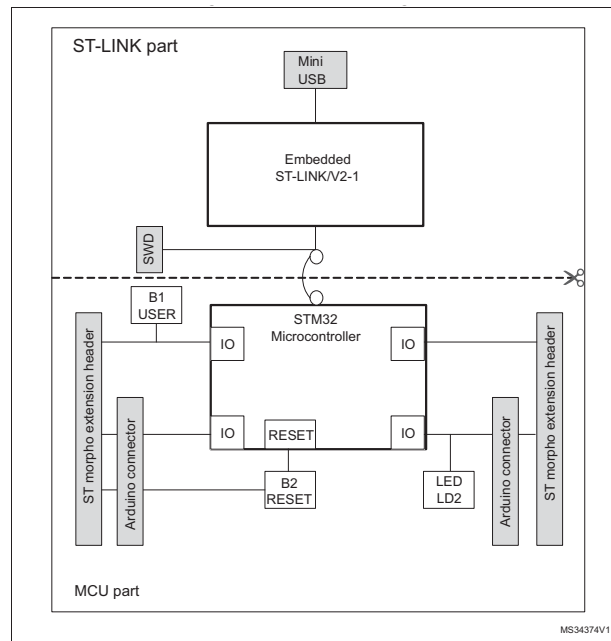 ST-LINK part
Mini
USB
Embedded
ST-LINK/V2-1
SWD
B1
USER
STM32
Microcontroller
IO
IO
IO
RESET
IO
ST morpho extension header
Arduino connector
B2
RESET
LED
LD2
Arduino connector
ST morpho extension header
MCU part
MS34374V1